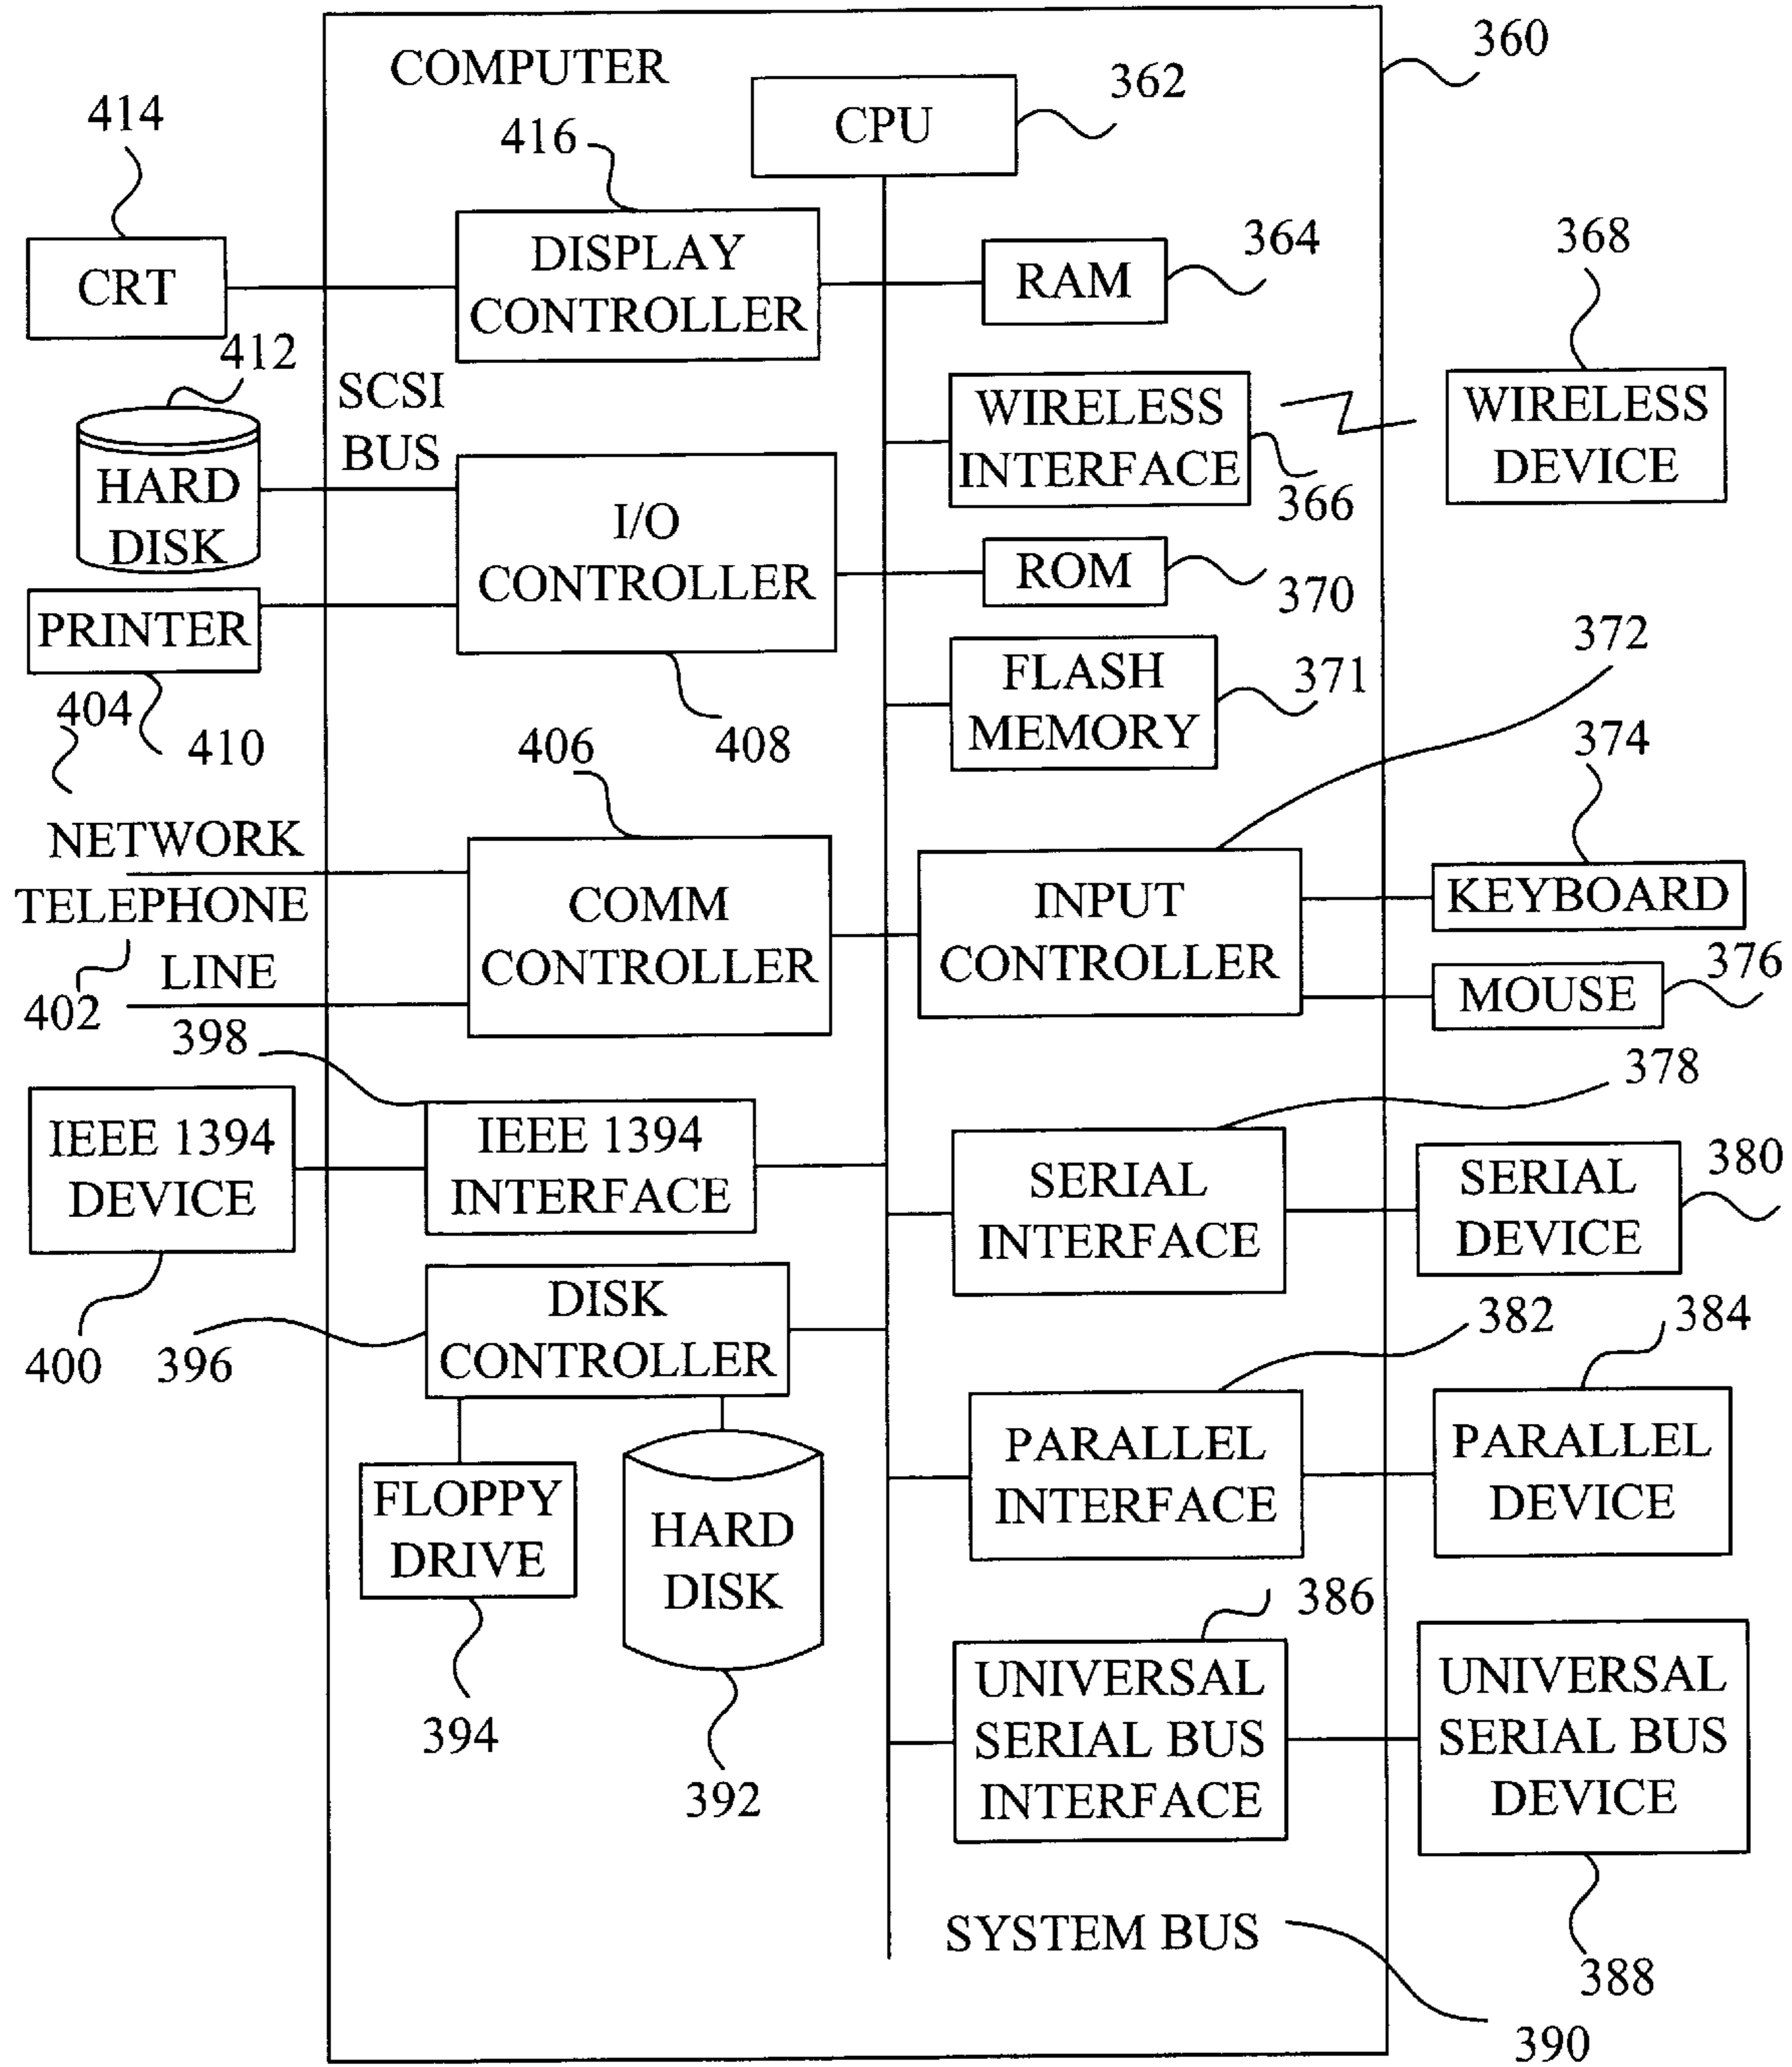 COMPUTER
360
362
CPU
414
416
CRT
DISPLAY
CONTROLLER
RAM
364
368
412
SCSI
BUS
HARD
DISK
WIRELESS
INTERFACE
366
WIRELESS
DEVICE
I/O
CONTROLLER
ROM
370
PRINTER
404
410
408
FLASH
MEMORY
371
372
374
406
NETWORK
TELEPHONE
LINE
402
COMM
CONTROLLER
INPUT
CONTROLLER
KEYBOARD
MOUSE
376
398
378
IEEE 1394
DEVICE
IEEE 1394
INTERFACE
SERIAL
INTERFACE
SERIAL
DEVICE
380
400
396
DISK
CONTROLLER
382
384
FLOPPY
DRIVE
HARD
DISK
PARALLEL
INTERFACE
PARALLEL
DEVICE
394
392
386
UNIVERSAL
SERIAL BUS
INTERFACE
UNIVERSAL
SERIAL BUS
DEVICE
388
SYSTEM BUS
390